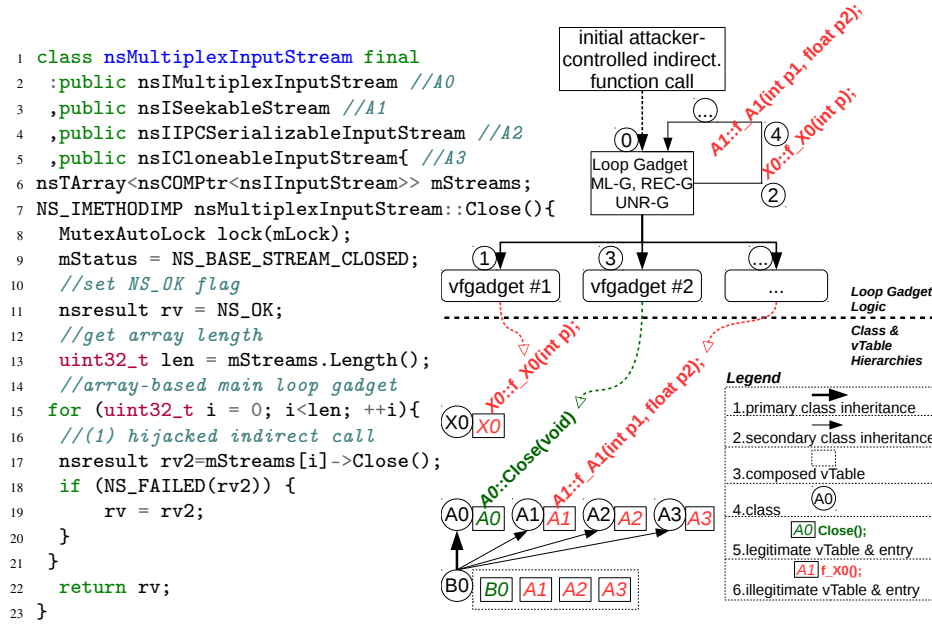 1 class nsMultiplexInputStream final
2 :public nsIMultiplexInputStream //A0
3 ,public nsISeekableStream //A1
4 ,public nsIIPCSerializableInputStream //A2
5 ,public nsICloneableInputStream{ //A3
6 nsTArray<nsCOMPtr<nsIInputStream>> mStreams;
7 NS_IMETHODIMP nsMultiplexInputStream::Close(){
8 MutexAutoLock lock(mLock);
9 mStatus = NS_BASE_STREAM_CLOSED;
10 //set NS_OK flag
11 nsresult rv = NS_OK;
12 //get array length
13 uint32_t len = mStreams.Length();
14 //array-based main loop gadget
15 for (uint32_t i = 0; i<len; ++i){
16 //(1) hijacked indirect call
17 nsresult rv2=mStreams[i]->Close();
18 if (NS_FAILED(rv2)) {
19 rv = rv2;
20 }
21 }
22 return rv;
23 }
initial attacker-
controlled indirect.
function call
...
0
4
2
A1::f_A1(int p1, float p2);
X0::f_X0(int p);
Loop Gadget
ML-G, REC-G
UNR-G
1
3
...
vfgadget #1
vfgadget #2
...
Loop Gadget
Logic
Class &
vTable
Hierarchies
X0::f_X0(int p);
A0::Close(void)
A1::f_A1(int p1, float p2);
X0 X0
A0 A0
A1 A1
A2 A2
A3 A3
B0
B0 A1 A2 A3
Legend
1.primary class inheritance
2.secondary class inheritance
3.composed vTable
A0
4.class
A0 Close();
5.legitimate vTable & entry
A1 f_X0();
6.illegitimate vTable & entry